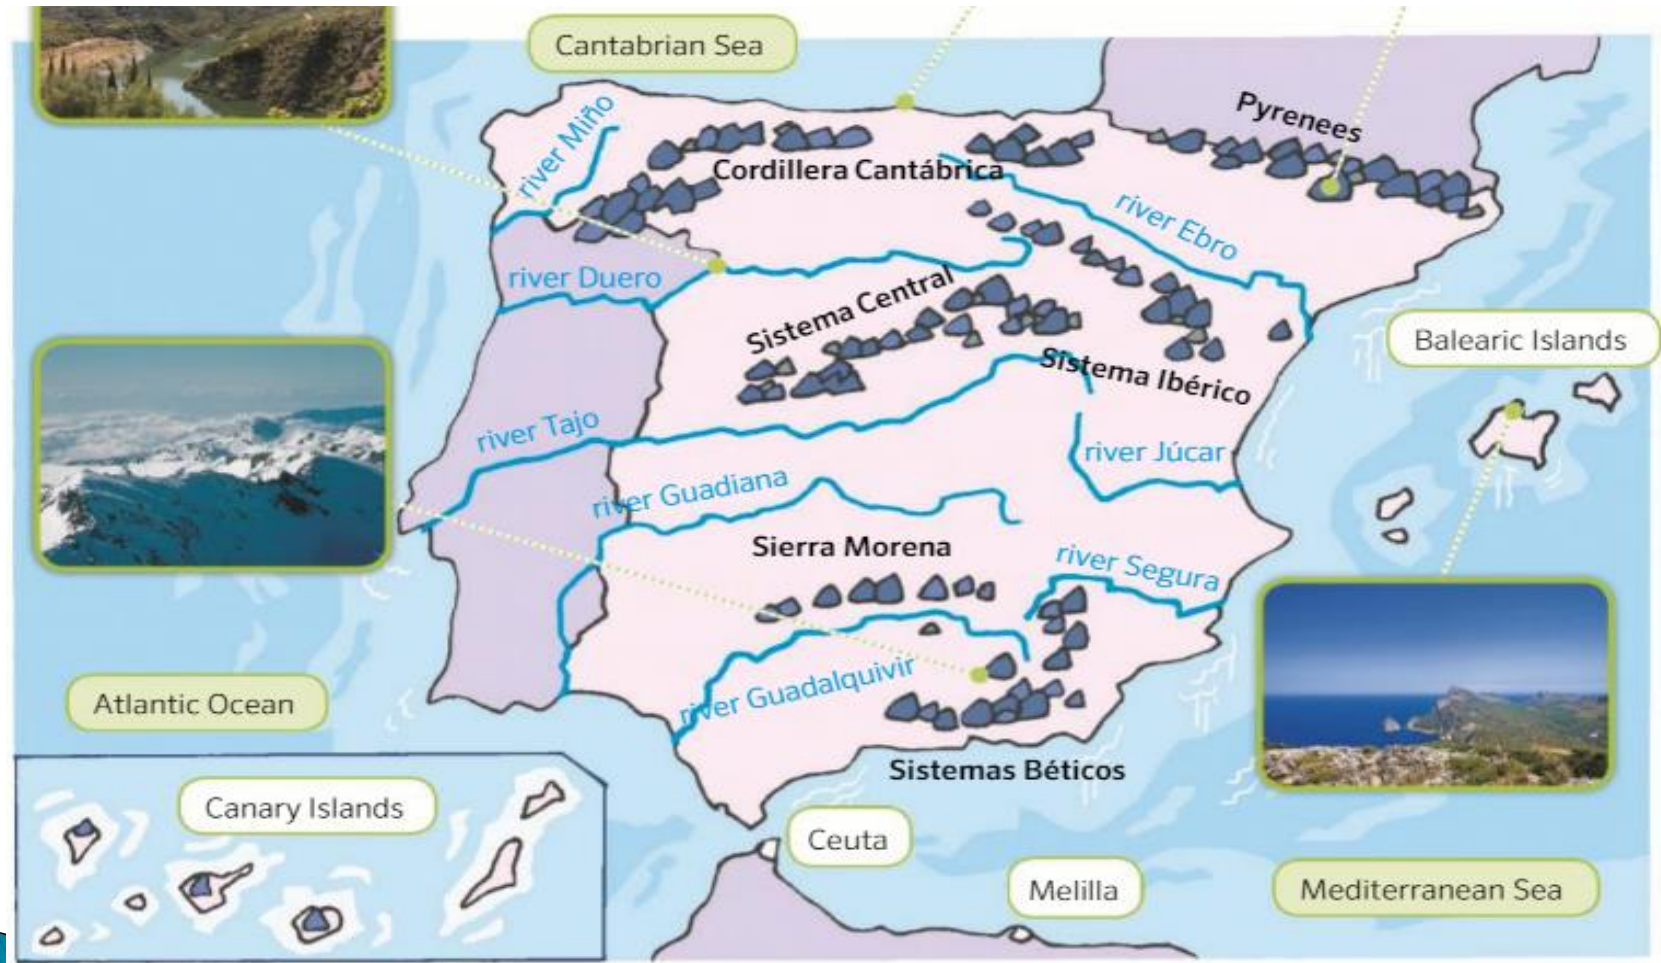 Cantabrian Sea
Pyrenees
river Miño
Cordillera Cantábrica
river Ebro
river Duero
Sistema Central
Balearic Islands
Sistema Ibérico
river Tajo
river Júcar
river Guadiana
Sierra Morena
river Segura
river Guadalquivir
Atlantic Ocean
Sistemas Béticos
Canary Islands
Ceuta
Melilla
Mediterranean Sea